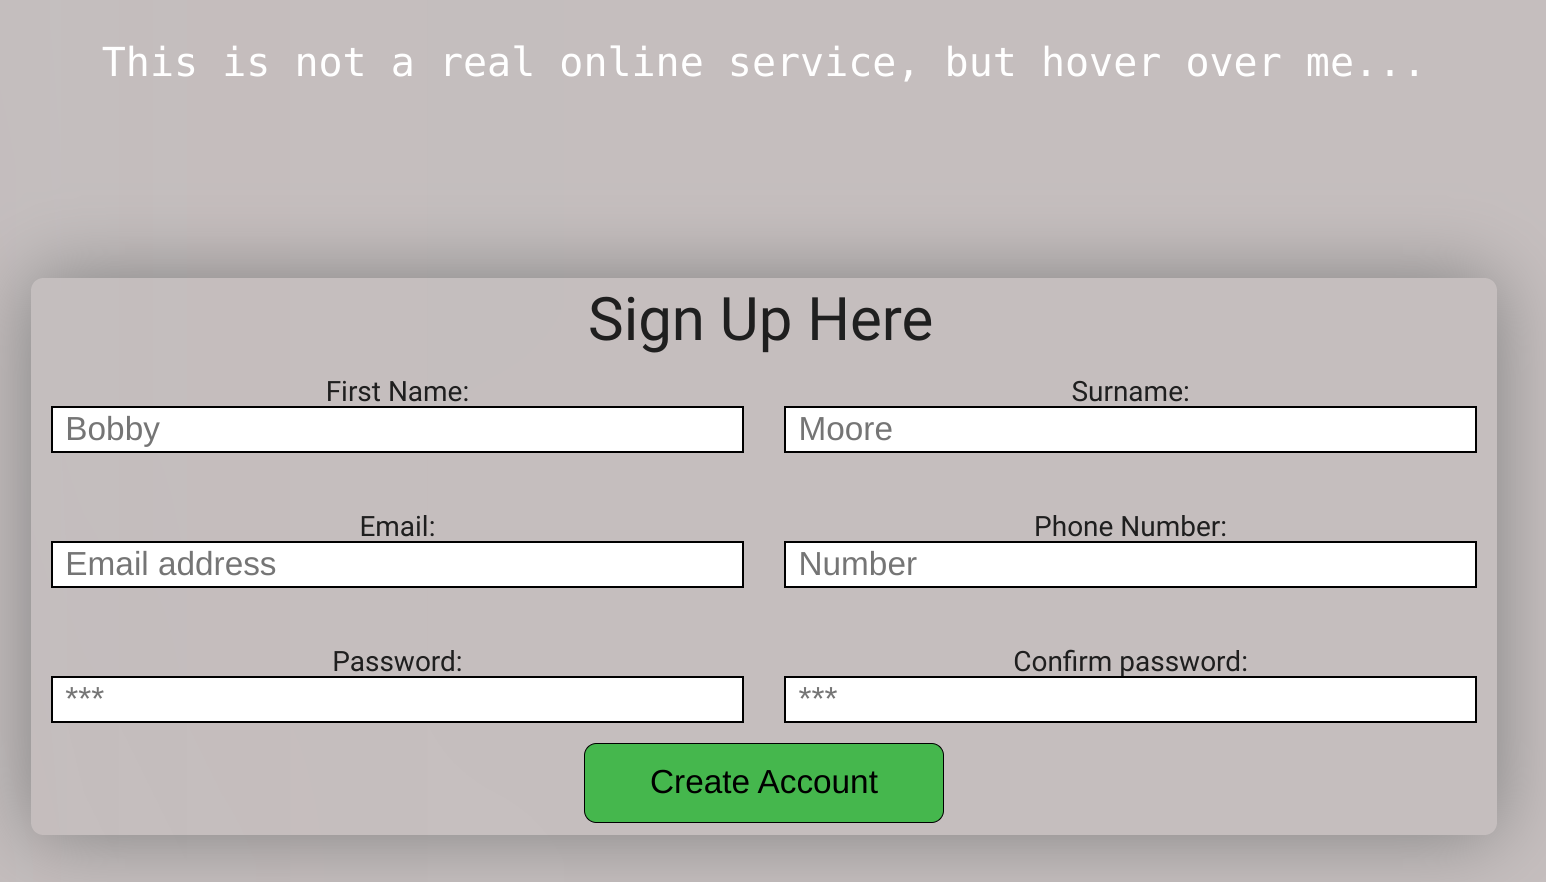 This is not a real online service, but hover over me...
Sign Up Here
First Name: Surname:
Bobby Moore
Email: Phone Number:
Email address Number
Password: Confirm password:
*** ***
Create Account